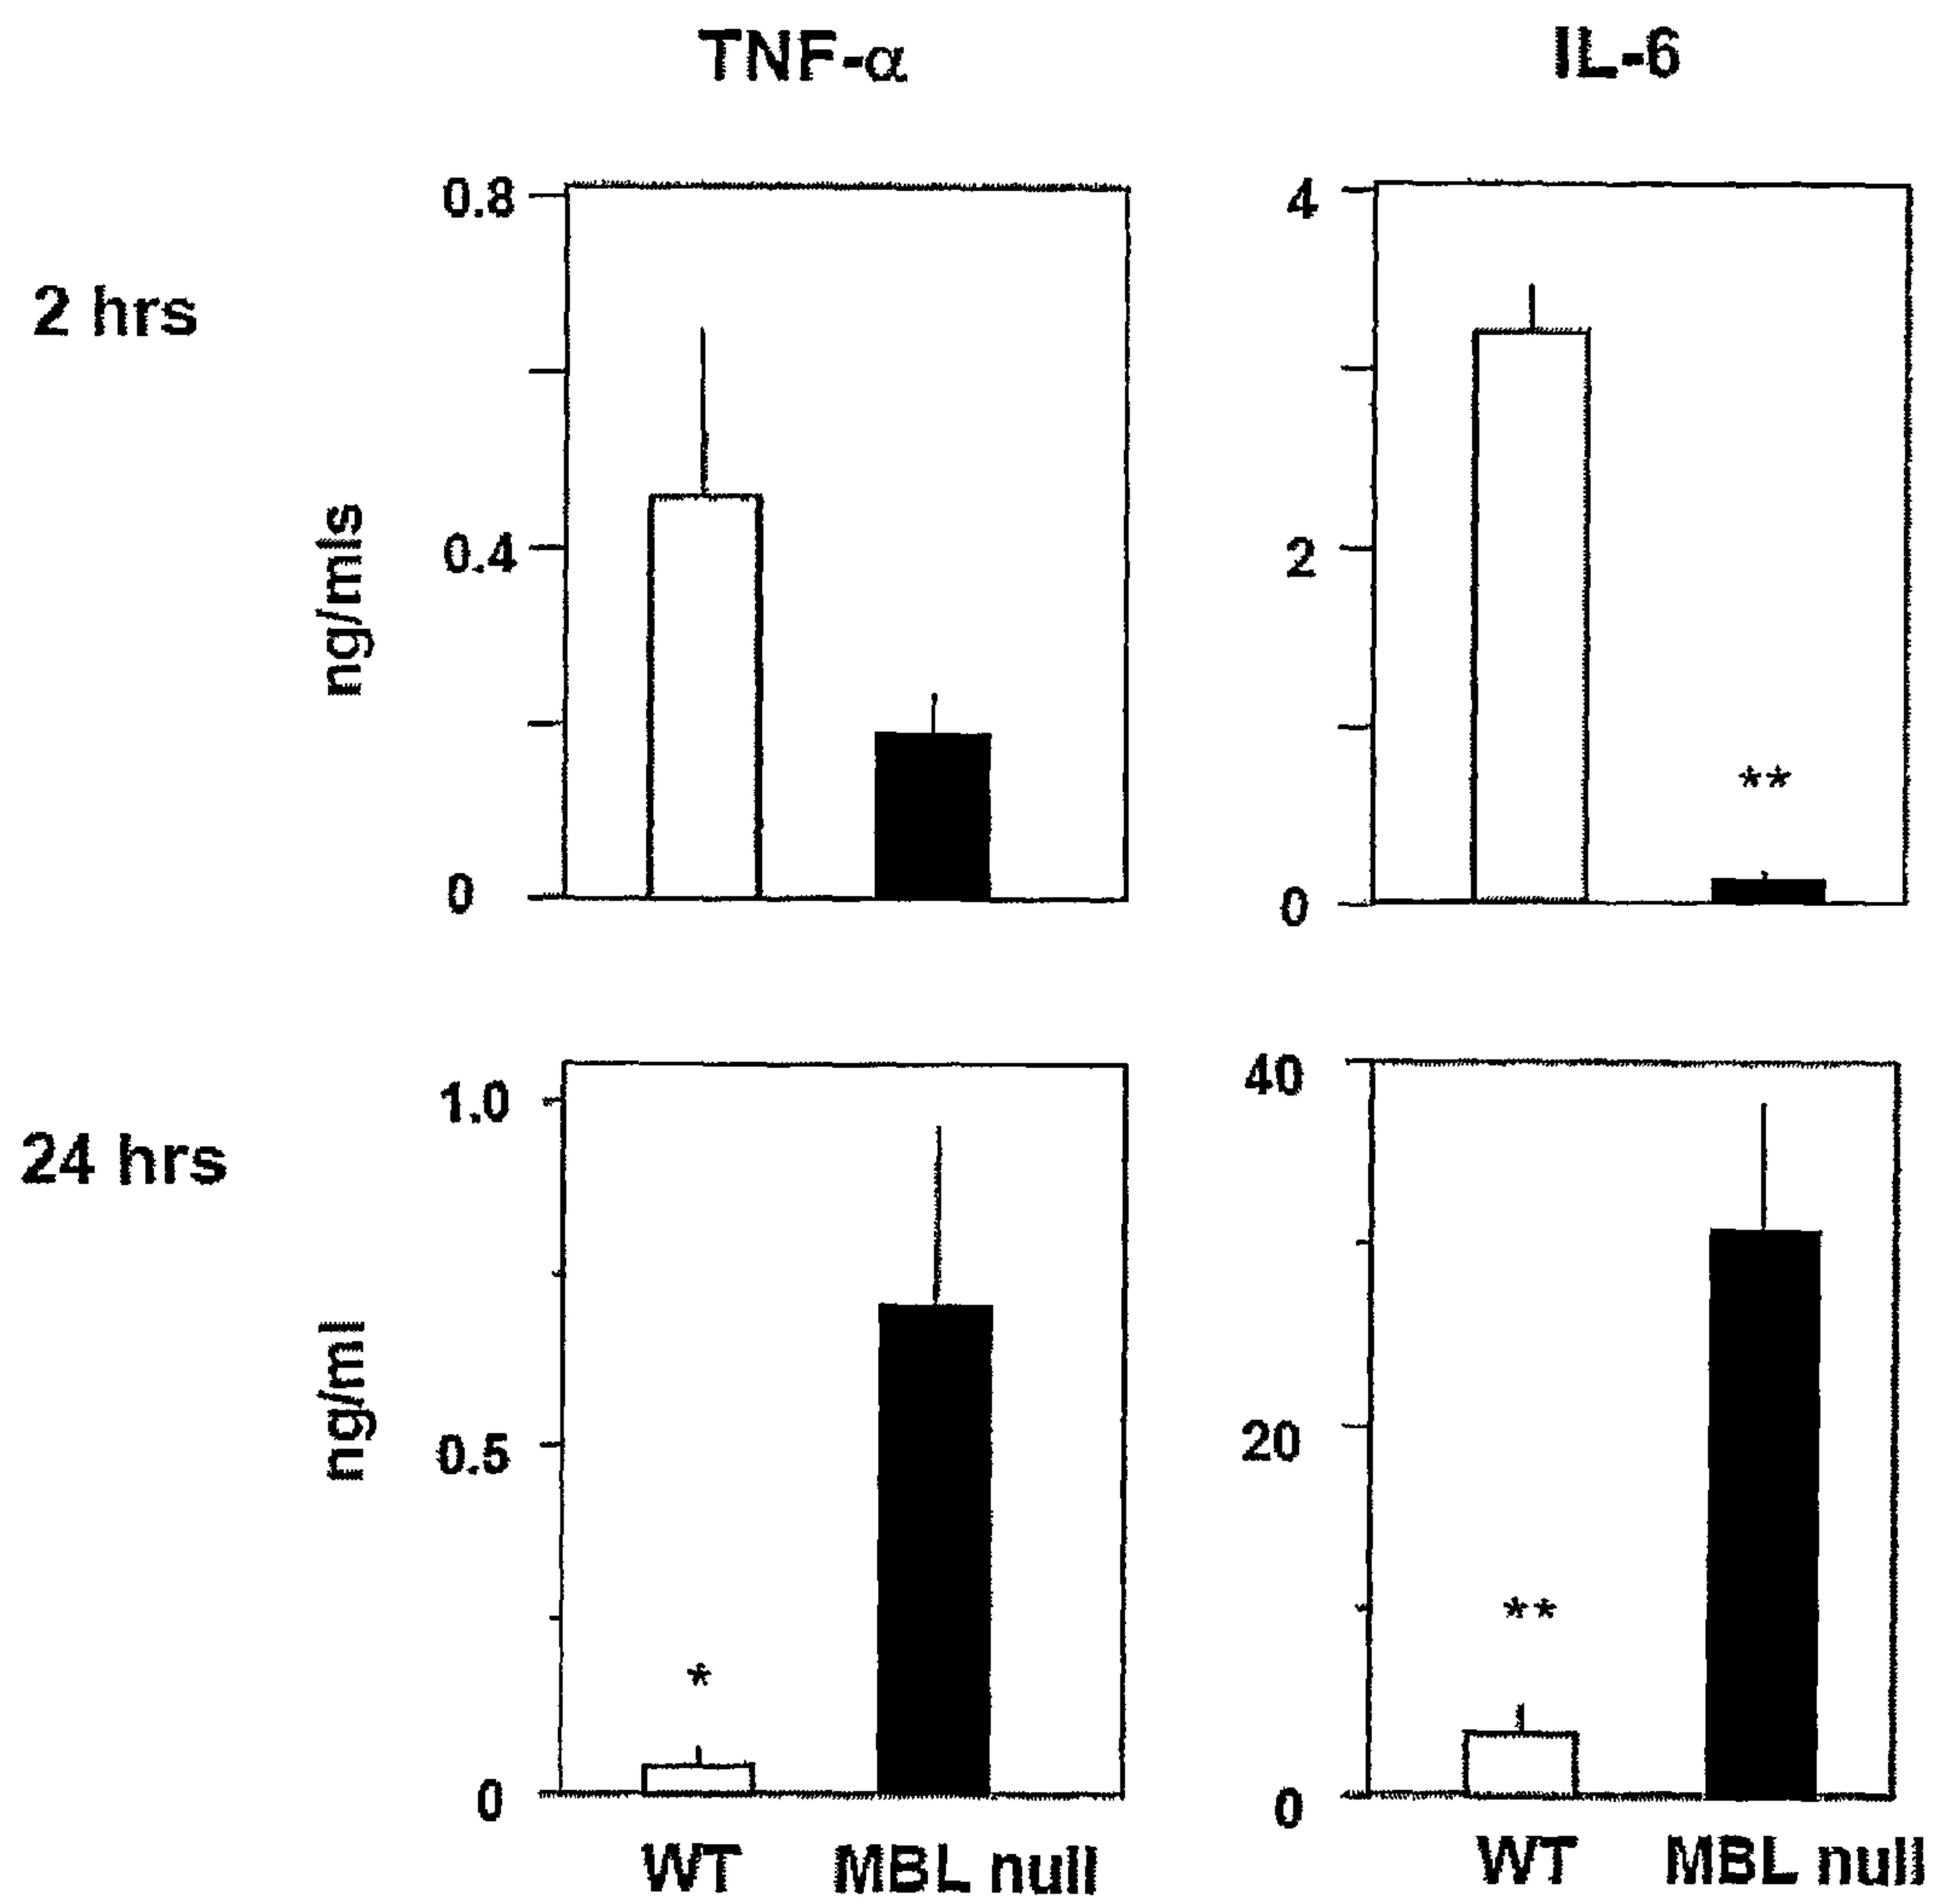 TNF-α IL-6
2 hrs
ng/mls
0.8
0.4
0
4
2
0
**
24 hrs
ng/ml
1.0
0.5
0
*
40
20
0
**
WT MBL null WT MBL null